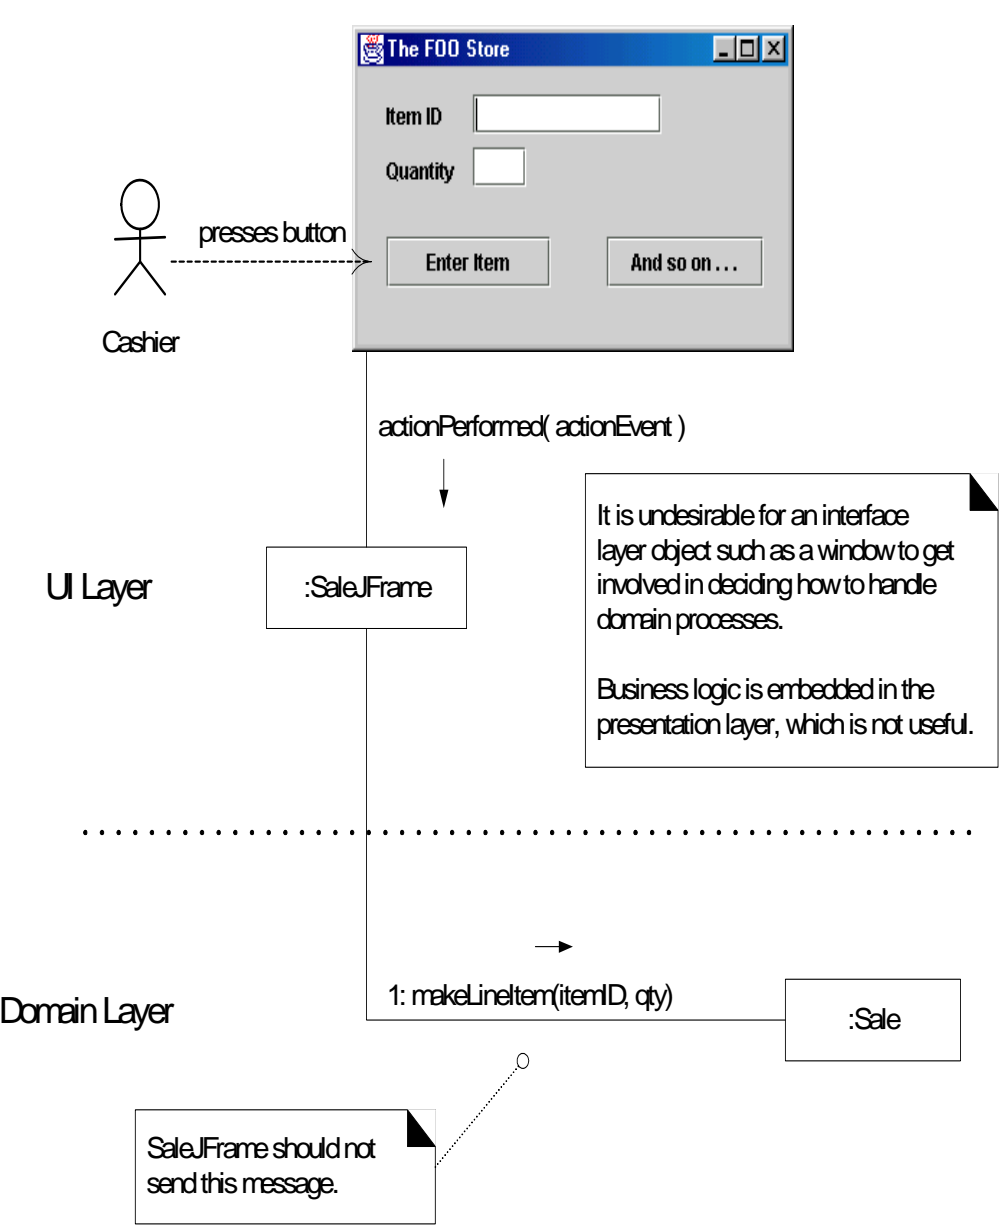 The FOO Store
Item ID
Quantity
presses button
Enter Item
And so on . . .
Cashier
actionPerformed( actionEvent )
It is undesirable for an interface
layer object such as a window to get
involved in deciding how to handle
domain processes.
Business logic is embedded in the
presentation layer, which is not useful.
UI Layer
:SaleJFrame
1: makeLineItem(itemID, qty)
Domain Layer
:Sale
SaleJFrame should not
send this message.